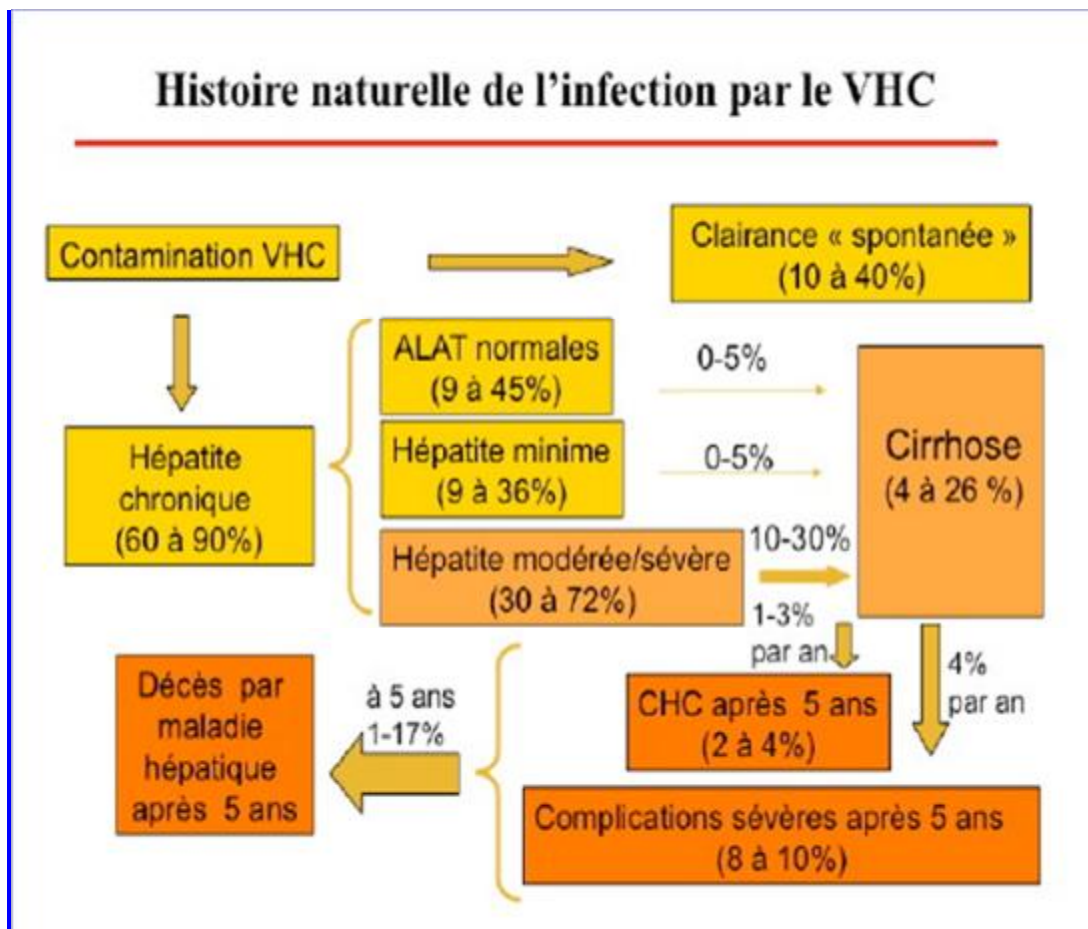 Histoire naturelle de l’infection par le VHC
Contamination VHC
Clairance « spontanée »
(10 à 40%)
Hépatite
chronique
(60 à 90%)
ALAT normales
(9 à 45%)
0-5%
Hépatite minime
(9 à 36%)
0-5%
Hépatite modérée/sévère
(30 à 72%)
10-30%
Cirrhose
(4 à 26 %)
1-3%
par an
4%
par an
CHC après 5 ans
(2 à 4%)
Complications sévères après 5 ans
(8 à 10%)
à 5 ans
1-17%
Décès par
maladie
hépatique
après 5 ans